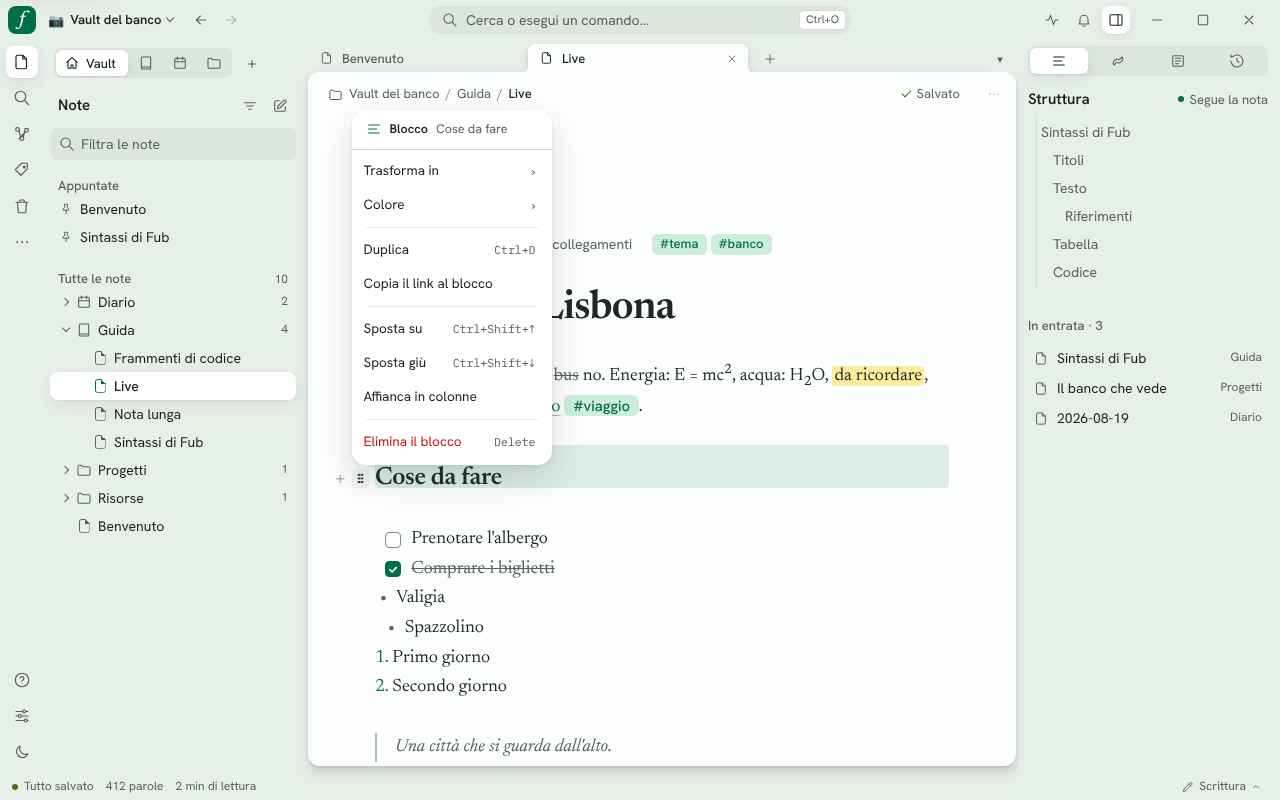 f Vault del banco
Cerca o esegui un comando… Ctrl+O
Vault
Note
Filtra le note
Appuntate
Benvenuto
Sintassi di Fub
Tutte le note 10
Diario 2
Guida 4
Frammenti di codice
Live
Nota lunga
Sintassi di Fub
Progetti 1
Risorse 1
Benvenuto
Benvenuto
Live
Vault del banco / Guida / Live
Salvato
Blocco Cose da fare
Trasforma in
Colore
Duplica Ctrl+D
Copia il link al blocco
Sposta su Ctrl+Shift+↑
Sposta giù Ctrl+Shift+↓
Affianca in colonne
Elimina il blocco Delete
collegamenti #tema #banco
Lisbona
bus no. Energia: E = mc², acqua: H₂O, da ricordare,
o #viaggio.
Cose da fare
Prenotare l'albergo
Comprare i biglietti
• Valigia
• Spazzolino
1. Primo giorno
2. Secondo giorno
Una città che si guarda dall'alto.
Struttura Segue la nota
Sintassi di Fub
Titoli
Testo
Riferimenti
Tabella
Codice
In entrata · 3
Sintassi di Fub Guida
Il banco che vede Progetti
2026-08-19 Diario
Tutto salvato 412 parole 2 min di lettura
Scrittura